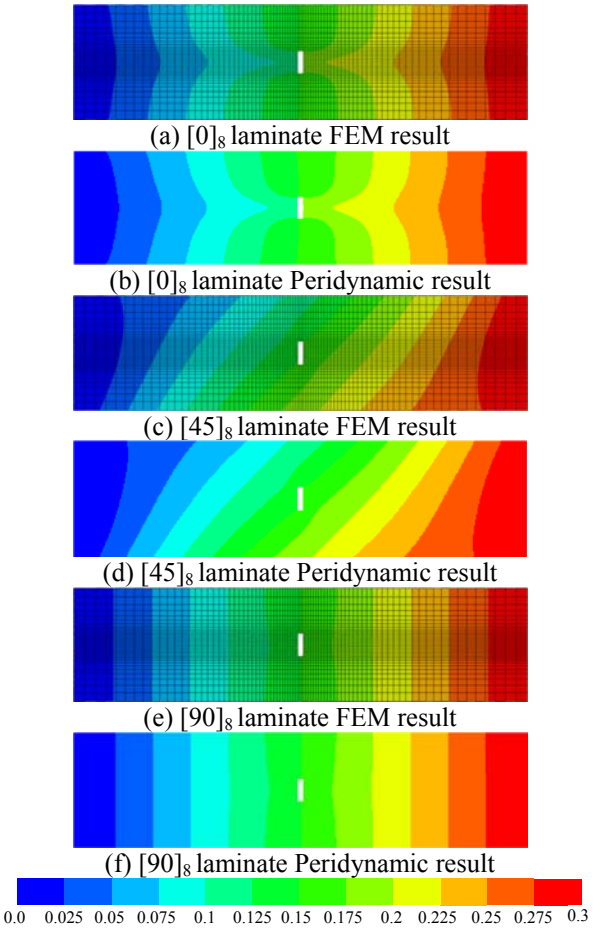 (a) [0]₈ laminate FEM result
(b) [0]₈ laminate Peridynamic result
(c) [45]₈ laminate FEM result
(d) [45]₈ laminate Peridynamic result
(e) [90]₈ laminate FEM result
(f) [90]₈ laminate Peridynamic result
0.0 0.025 0.05 0.075 0.1 0.125 0.15 0.175 0.2 0.225 0.25 0.275 0.3